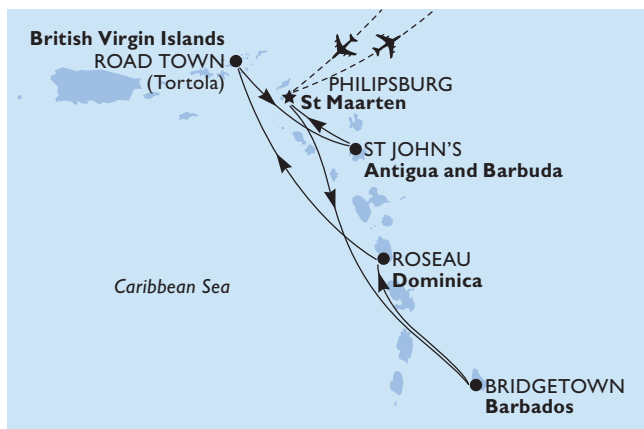 British Virgin Islands
ROAD TOWN
(Tortola)
PHILIPSBURG
St Maarten
ST JOHN'S
Antigua and Barbuda
ROSEAU
Dominica
Caribbean Sea
BRIDGETOWN
Barbados